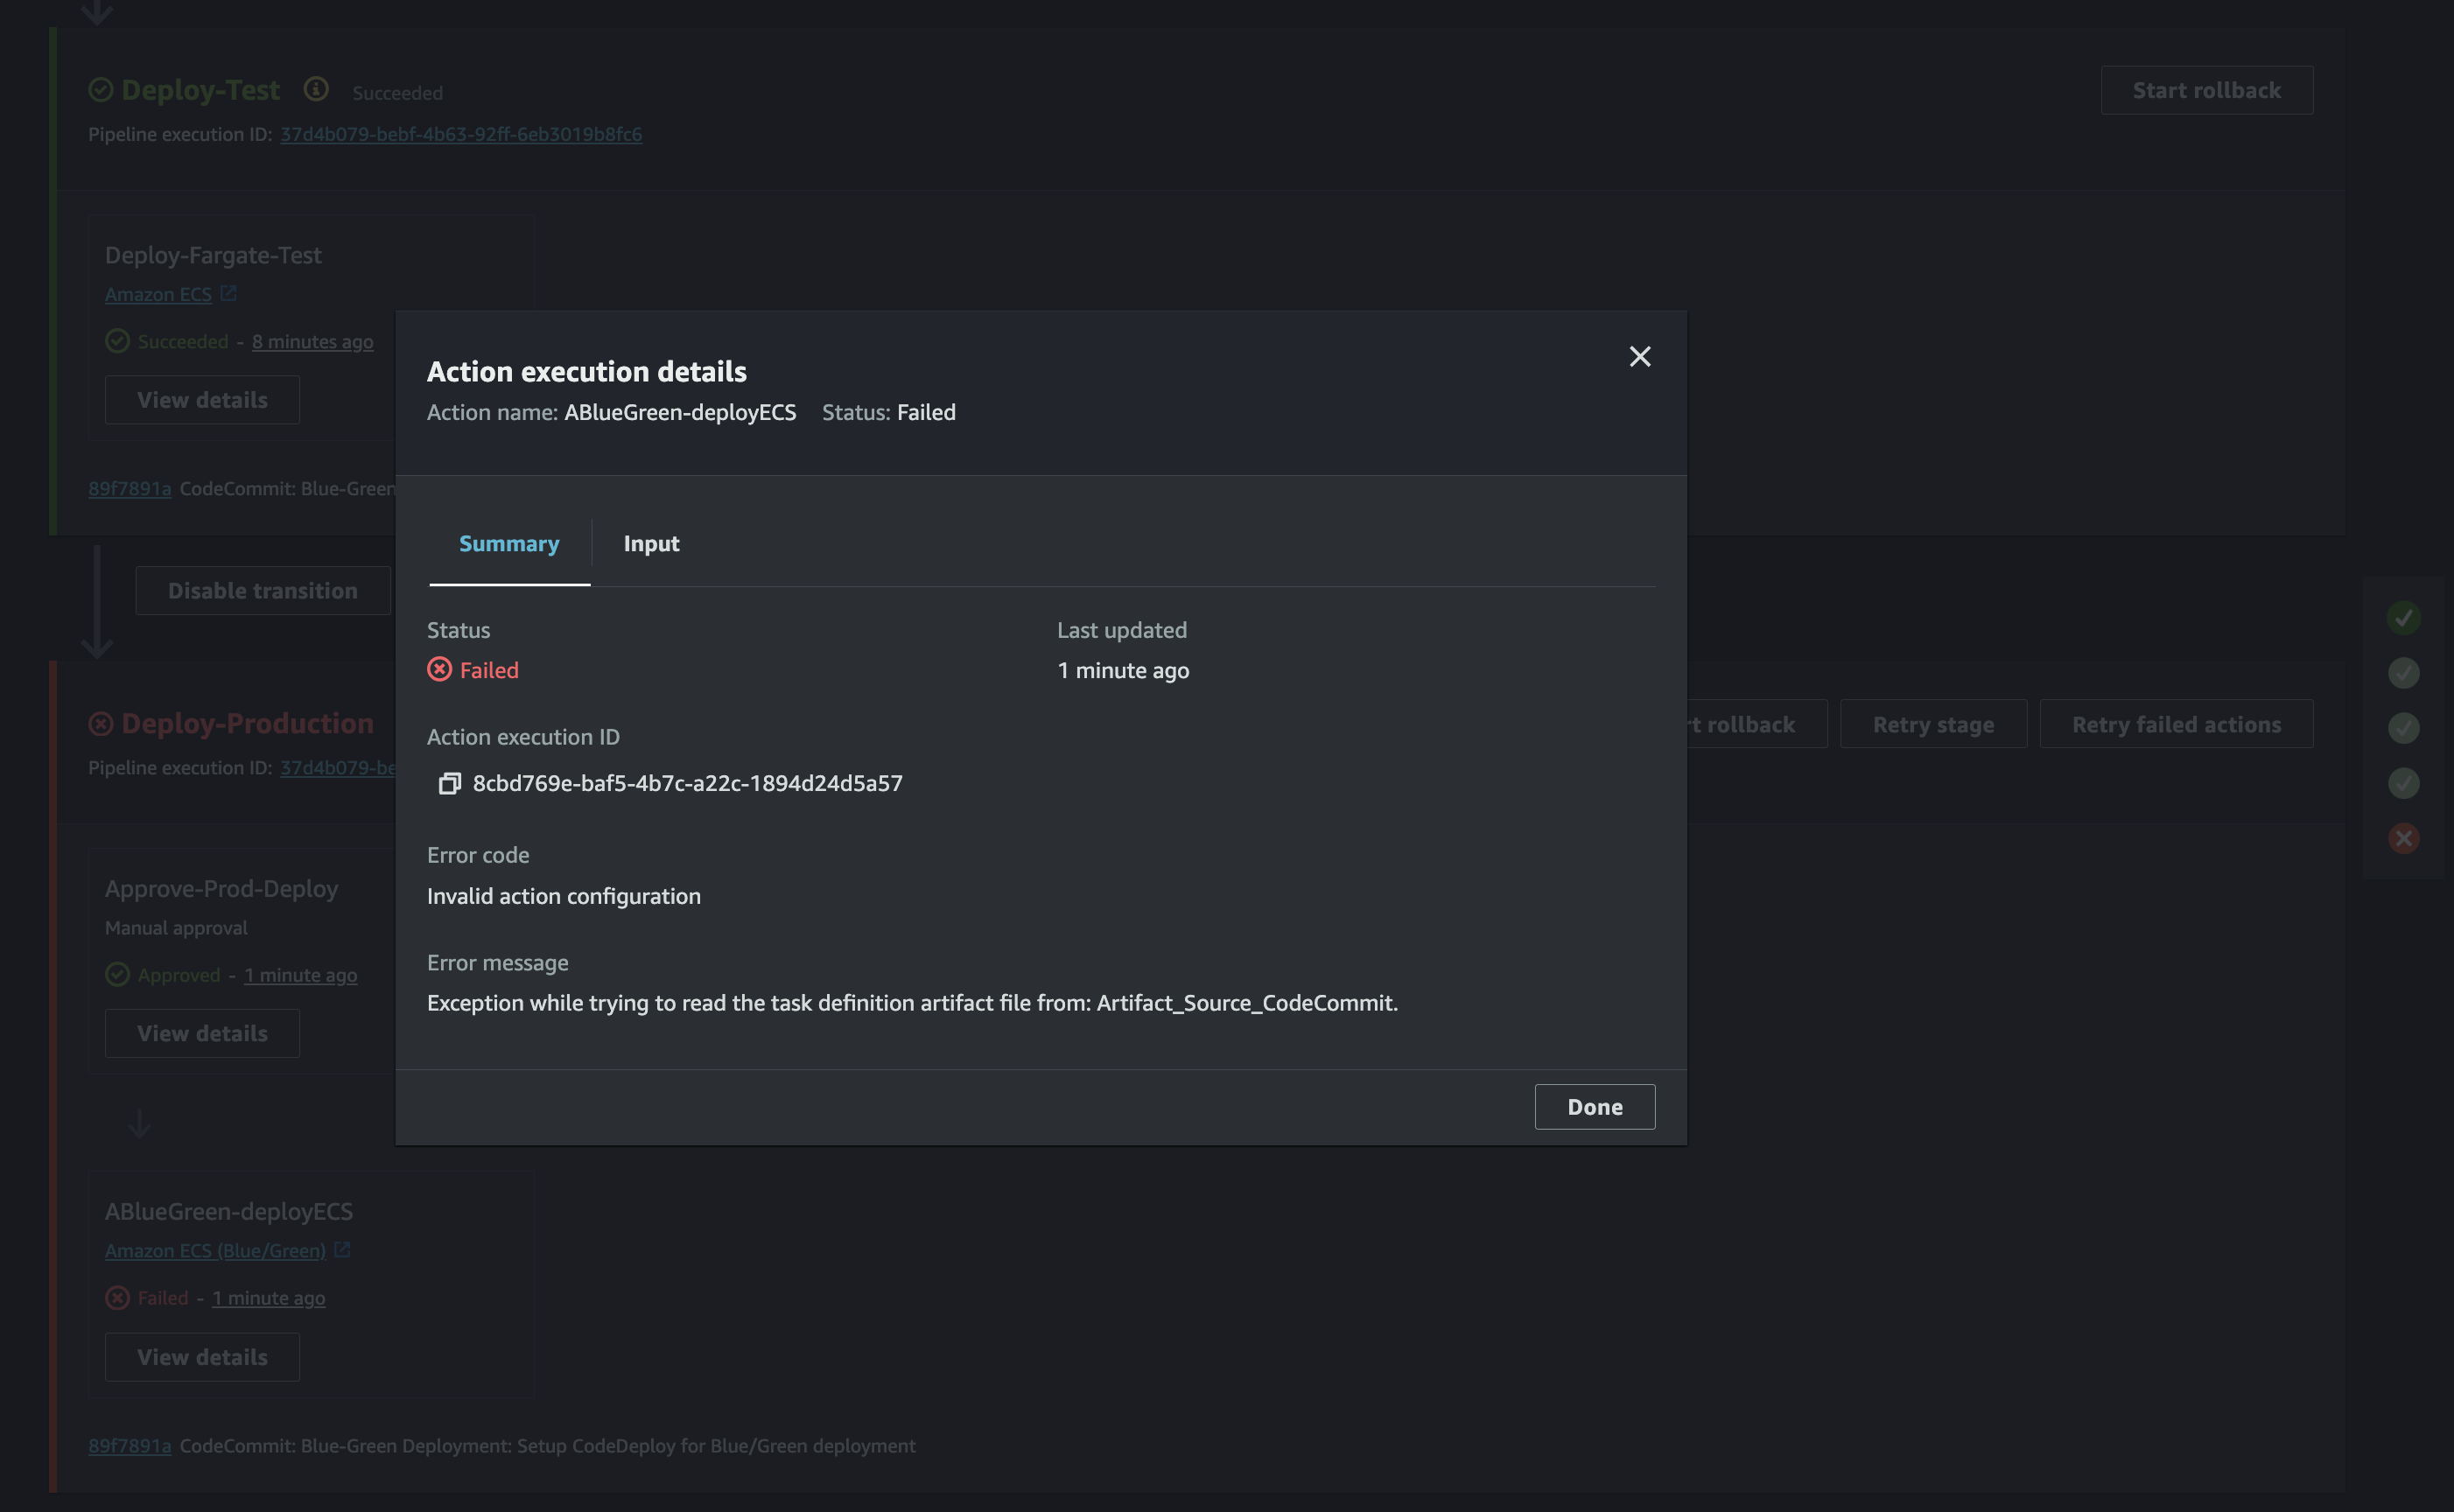 Deploy-Test Succeeded
Start rollback
Pipeline execution ID: 37d4b079-bebf-4b63-92ff-6eb3019b8fc6
Deploy-Fargate-Test
Amazon ECS
Succeeded - 8 minutes ago
View details
89f7891a CodeCommit: Blue-Green
Disable transition
Action execution details
Action name: ABlueGreen-deployECS Status: Failed
Summary
Input
Status
Failed
Last updated
1 minute ago
Action execution ID
8cbd769e-baf5-4b7c-a22c-1894d24d5a57
Error code
Invalid action configuration
Error message
Exception while trying to read the task definition artifact file from: Artifact_Source_CodeCommit.
Done
Deploy-Production
rt rollback
Retry stage
Retry failed actions
Pipeline execution ID: 37d4b079-be
Approve-Prod-Deploy
Manual approval
Approved - 1 minute ago
View details
ABlueGreen-deployECS
Amazon ECS (Blue/Green)
Failed - 1 minute ago
View details
89f7891a CodeCommit: Blue-Green Deployment: Setup CodeDeploy for Blue/Green deployment